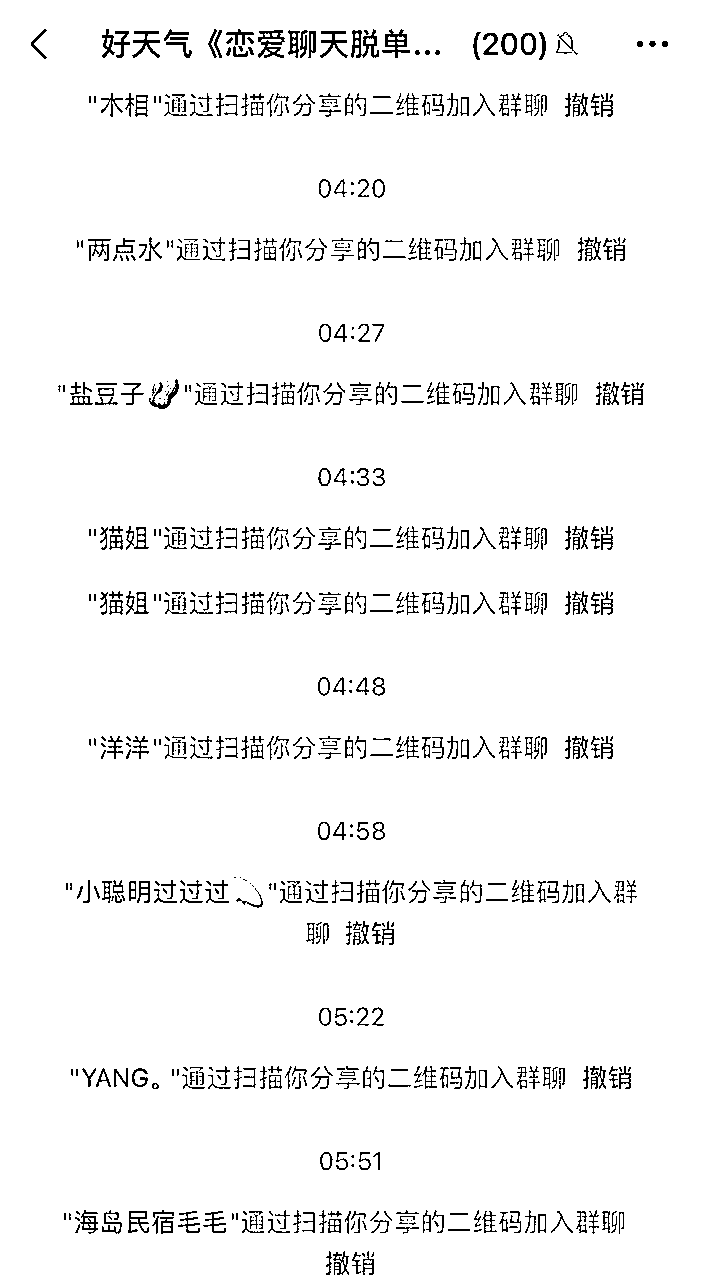 好天气《恋爱聊天脱单... (200)
"木相"通过扫描你分享的二维码加入群聊 撤销
04:20
"两点水"通过扫描你分享的二维码加入群聊 撤销
04:27
"盐豆子"通过扫描你分享的二维码加入群聊 撤销
04:33
"猫姐"通过扫描你分享的二维码加入群聊 撤销
"猫姐"通过扫描你分享的二维码加入群聊 撤销
04:48
"洋洋"通过扫描你分享的二维码加入群聊 撤销
04:58
"小聪明过过过"通过扫描你分享的二维码加入群
聊 撤销
05:22
"YANG。"通过扫描你分享的二维码加入群聊 撤销
05:51
"海岛民宿毛毛"通过扫描你分享的二维码加入群聊
撤销